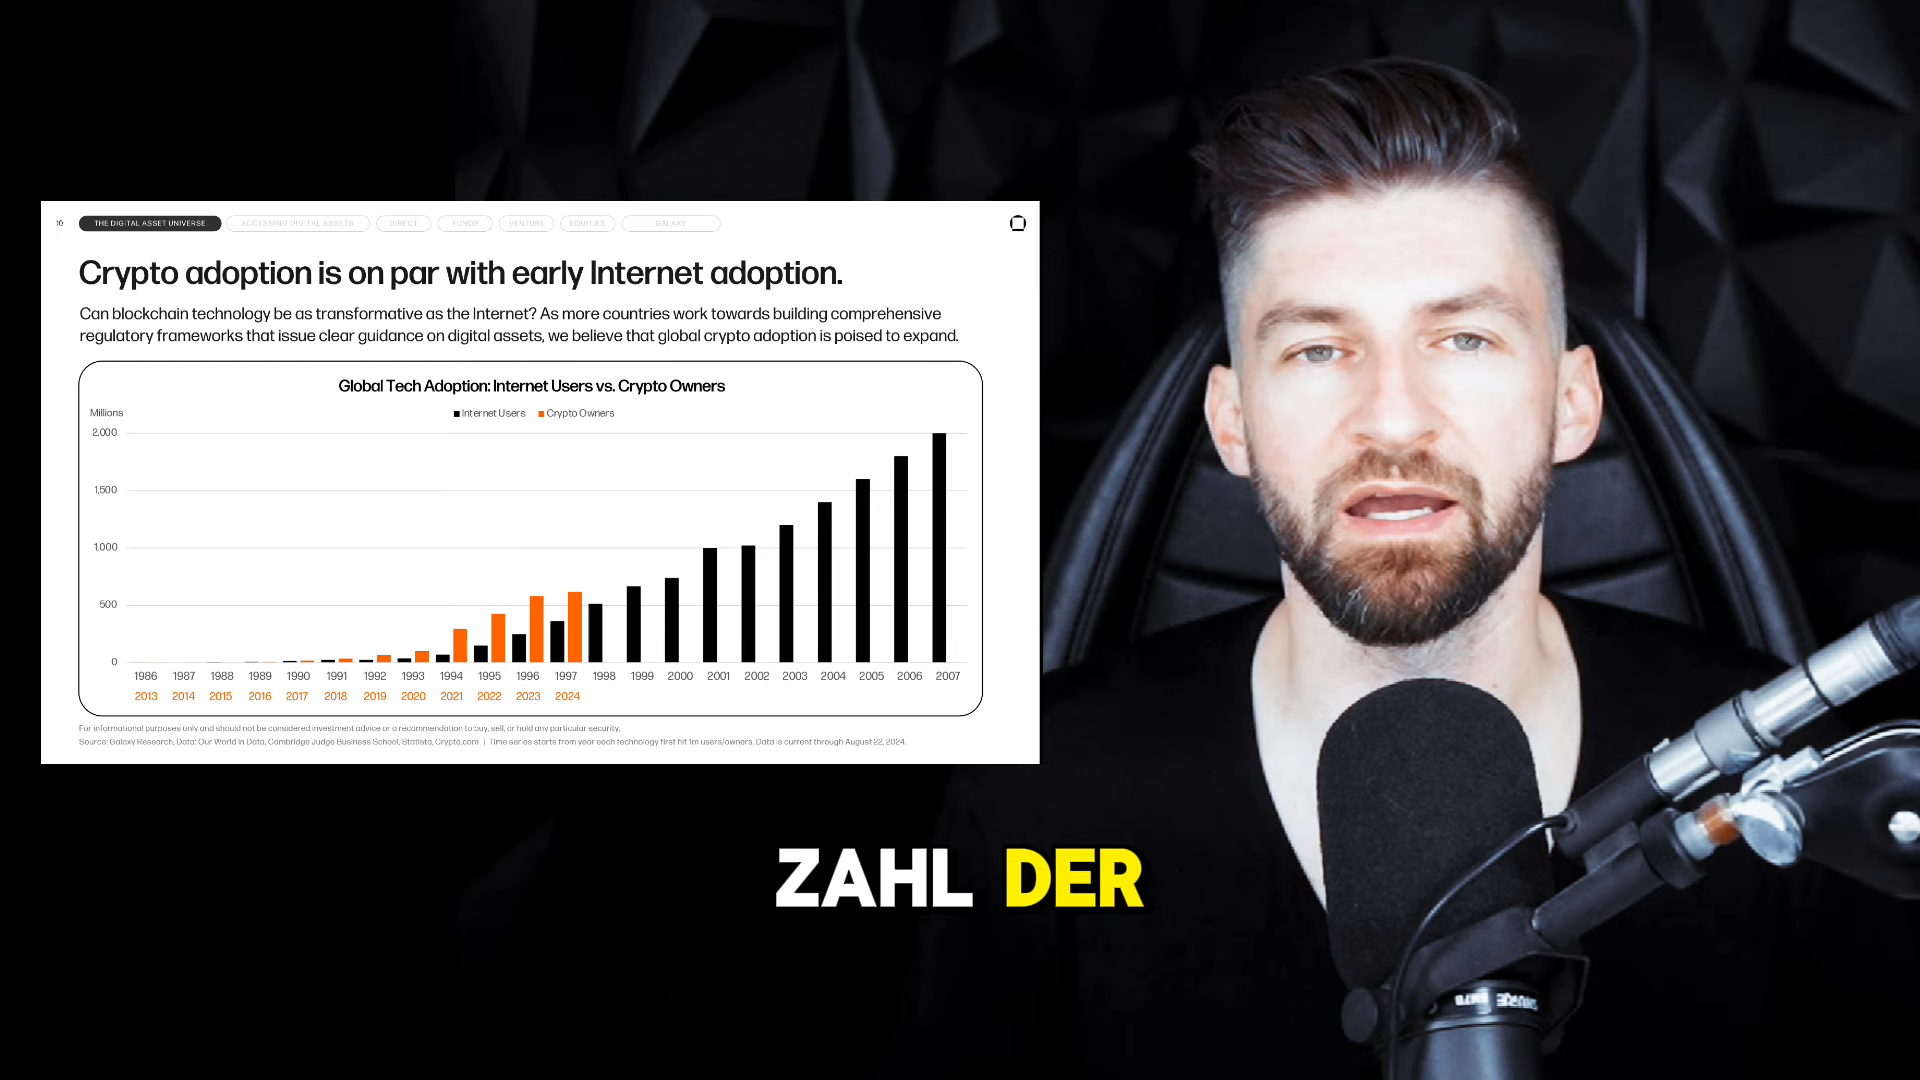 10 THE DIGITAL ASSET UNIVERSE ACCESSING DIGITAL ASSETS DIRECT FUNDS VENTURE EQUITIES GALAXY
Crypto adoption is on par with early Internet adoption.
Can blockchain technology be as transformative as the Internet? As more countries work towards building comprehensive
regulatory frameworks that issue clear guidance on digital assets, we believe that global crypto adoption is poised to expand.
Global Tech Adoption: Internet Users vs. Crypto Owners
Millions
Internet Users Crypto Owners
2,000
1,500
1,000
500
0
1986 1987 1988 1989 1990 1991 1992 1993 1994 1995 1996 1997 1998 1999 2000 2001 2002 2003 2004 2005 2006 2007
2013 2014 2015 2016 2017 2018 2019 2020 2021 2022 2023 2024
For informational purposes only and should not be considered investment advice or a recommendation to buy, sell, or hold any particular security.
Source: Galaxy Research, Data: Our World in Data, Cambridge Judge Business School, Statista, Crypto.com | Time series starts from year each technology first hit 1m users/owners. Data is current through August 22, 2024.
ZAHL DER